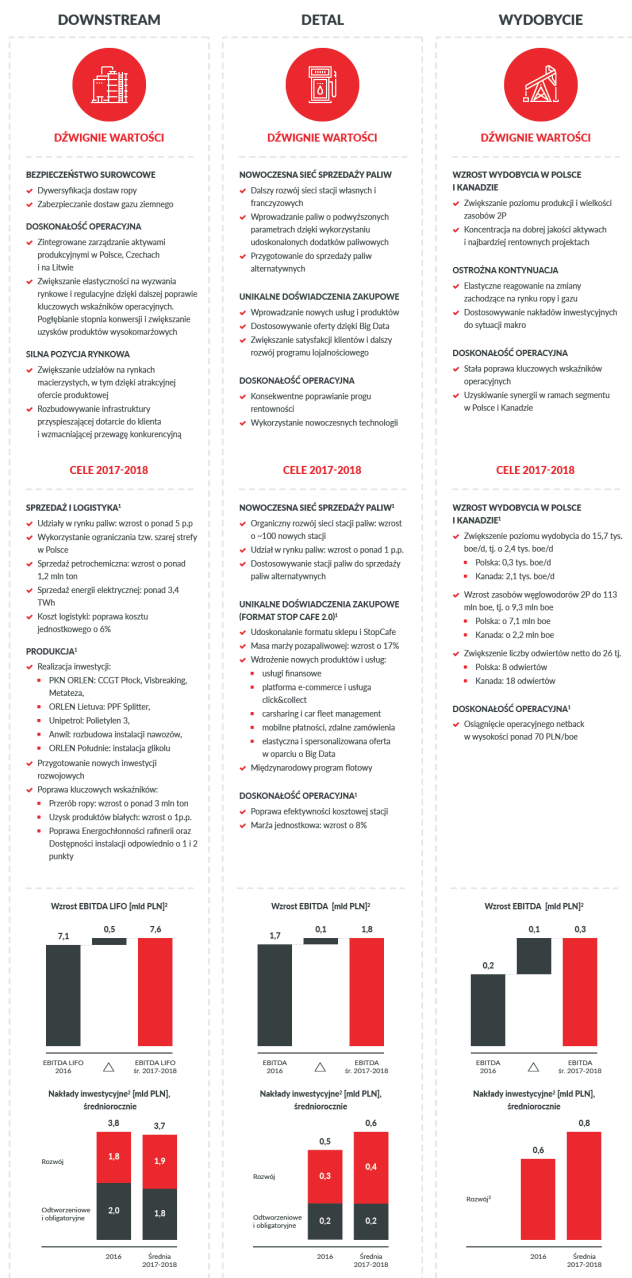 DOWNSTREAM
DŹWIGNIE WARTOŚCI
BEZPIECZEŃSTWO SUROWCOWE
Dywersyfikacja dostaw ropy
Zabezpieczanie dostaw gazu ziemnego
DOSKONAŁOŚĆ OPERACYJNA
Zintegrowane zarządzanie aktywami
produkcyjnymi w Polsce, Czechach
i na Litwie
Zwiększanie elastyczności na wyzwania
rynkowe i regulacyjne dzięki dalszej poprawie
kluczowych wskaźników operacyjnych.
Pogłębianie stopnia konwersji i zwiększanie
uzysków produktów wysokomarżowych
SILNA POZYCJA RYNKOWA
Zwiększanie udziałów na rynkach
macierzystych, w tym dzięki atrakcyjnej
ofercie produktowej
Rozbudowywanie infrastruktury
przyspieszającej dotarcie do klienta
i wzmacniającej przewagę konkurencyjną
CELE 2017-2018
SPRZEDAŻ I LOGISTYKA¹
Udziały w rynku paliw: wzrost o ponad 5 p.p
Wykorzystanie ograniczania tzw. szarej strefy
w Polsce
Sprzedaż petrochemii: wzrost o ponad
1,2 mln ton
Sprzedaż energii elektrycznej: ponad 3,4
TWh
Koszt logistyki: poprawa kosztu
jednostkowego o 6%
PRODUKCJA¹
Realizacja inwestycji:
PKN ORLEN: CCGT Płock, Visbreaking,
Metateza,
ORLEN Lietuva: PPF Splitter,
Unipetrol: Polietylen 3,
Anwil: rozbudowa instalacji nawozów,
ORLEN Południe: instalacja glikolu
Przygotowanie nowych inwestycji
rozwojowych
Poprawa kluczowych wskaźników:
Przerób ropy: wzrost o ponad 3 mln ton
Uzysk produktów białych: wzrost o 1p.p.
Poprawa Energochłonności rafinerii oraz
Dostępności instalacji odpowiednio o 1 i 2
punkty
Wzrost EBITDA LIFO [mld PLN]²
7,1
0,5
7,6
EBITDA LIFO
2016
EBITDA LIFO
śr. 2017-2018
Nakłady inwestycyjne² [mld PLN],
średniorocznie
3,8
3,7
Rozwój
1,8
1,9
Odtworzeniowe
i obligatoryjne
2,0
1,8
2016
Średnia
2017-2018
DETAL
DŹWIGNIE WARTOŚCI
NOWOCZESNA SIEĆ SPRZEDAŻY PALIW
Dalszy rozwój sieci stacji własnych i
franczyzowych
Wprowadzanie paliw o podwyższonych
parametrach dzięki wykorzystaniu
udoskonalonych dodatków paliwowych
Przygotowanie do sprzedaży paliw
alternatywnych
UNIKALNE DOŚWIADCZENIA ZAKUPOWE
Wprowadzanie nowych usług i produktów
Dostosowywanie oferty dzięki Big Data
Zwiększanie satysfakcji klientów i dalszy
rozwój programu lojalnościowego
DOSKONAŁOŚĆ OPERACYJNA
Konsekwentne poprawianie progu
rentowności
Wykorzystanie nowoczesnych technologii
CELE 2017-2018
NOWOCZESNA SIEĆ SPRZEDAŻY PALIW¹
Organiczny rozwój sieci stacji paliw: wzrost
o ~100 nowych stacji
Udział w rynku paliw: wzrost o ponad 1 p.p.
Dostosowywanie stacji paliw do sprzedaży
paliw alternatywnych
UNIKALNE DOŚWIADCZENIA ZAKUPOWE
(FORMAT STOP CAFE 2.0)¹
Udoskonalanie formatu sklepu i StopCafe
Masa marży pozapaliwowej: wzrost o 17%
Wdrożenie nowych produktów i usług:
usługi finansowe
platforma e-commerce i usługa
click&collect
carsharing i car fleet management
mobilne płatności, zdalne zamówienia
elastyczna i spersonalizowana oferta
w oparciu o Big Data
Międzynarodowy program flotowy
DOSKONAŁOŚĆ OPERACYJNA¹
Poprawa efektywności kosztowej stacji
Marża jednostkowa: wzrost o 8%
Wzrost EBITDA [mld PLN]²
1,7
0,1
1,8
EBITDA
2016
EBITDA
śr. 2017-2018
Nakłady inwestycyjne² [mld PLN],
średniorocznie
0,5
0,6
Rozwój
0,3
0,4
Odtworzeniowe
i obligatoryjne
0,2
0,2
2016
Średnia
2017-2018
WYDOBYCIE
DŹWIGNIE WARTOŚCI
WZROST WYDOBYCIA W POLSCE
I KANADZIE
Zwiększanie poziomu produkcji i wielkości
zasobów 2P
Koncentracja na dobrej jakości aktywach
i najbardziej rentownych projektach
OSTROŻNA KONTYNUACJA
Elastyczne reagowanie na zmiany
zachodzące na rynku ropy i gazu
Dostosowywanie nakładów inwestycyjnych
do sytuacji makro
DOSKONAŁOŚĆ OPERACYJNA
Stała poprawa kluczowych wskaźników
operacyjnych
Uzyskiwanie synergii w ramach segmentu
w Polsce i Kanadzie
CELE 2017-2018
WZROST WYDOBYCIA W POLSCE
I KANADZIE¹
Zwiększenie poziomu wydobycia do 15,7 tys.
boe/d, tj. o 2,4 tys. boe/d
Polska: 0,3 tys. boe/d
Kanada: 2,1 tys. boe/d
Wzrost zasobów węglowodorów 2P do 113
mln boe, tj. o 9,3 mln boe
Polska: o 7,1 mln boe
Kanada: o 2,2 mln boe
Zwiększenie liczby odwiertów netto do 26 tj.
Polska: 8 odwiertów
Kanada: 18 odwiertów
DOSKONAŁOŚĆ OPERACYJNA¹
Osiągnięcie operacyjnego netback
w wysokości ponad 70 PLN/boe
Wzrost EBITDA [mld PLN]²
0,2
0,1
0,3
EBITDA
2016
EBITDA
śr. 2017-2018
Nakłady inwestycyjne² [mld PLN],
średniorocznie
0,6
0,8
Rozwój³
2016
Średnia
2017-2018